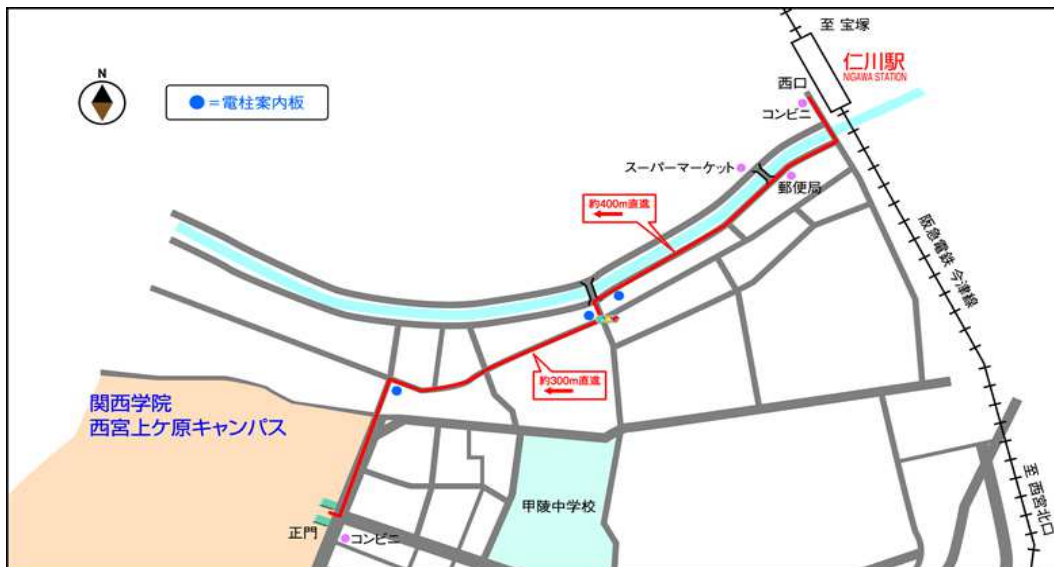 至 宝塚
仁川駅
NIGAWA STATION
N
西口
●=電柱案内板
コンビニ
スーパーマーケット
郵便局
約400m直進
阪急電鉄 今津線
約300m直進
関西学院
西宮上ケ原キャンパス
至 西宮北口
甲陵中学校
正門
コンビニ